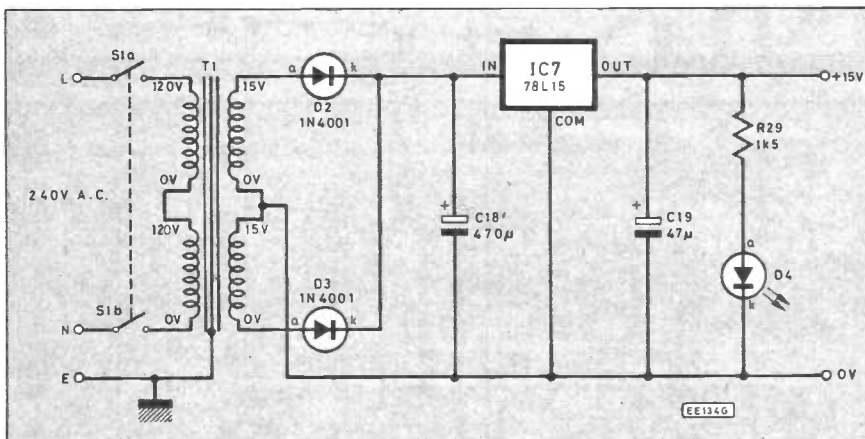 S1a
T1
L
120V
15V
a
k
D2
1N4001
IN
IC7
78L15
OUT
COM
+15V
R29
1k5
0V
0V
240V A.C.
120V
15V
+
C18
470µ
+
C19
47µ
a
D4
k
D3
1N4001
S1b
N
0V
0V
a
k
E
0V
EE134G